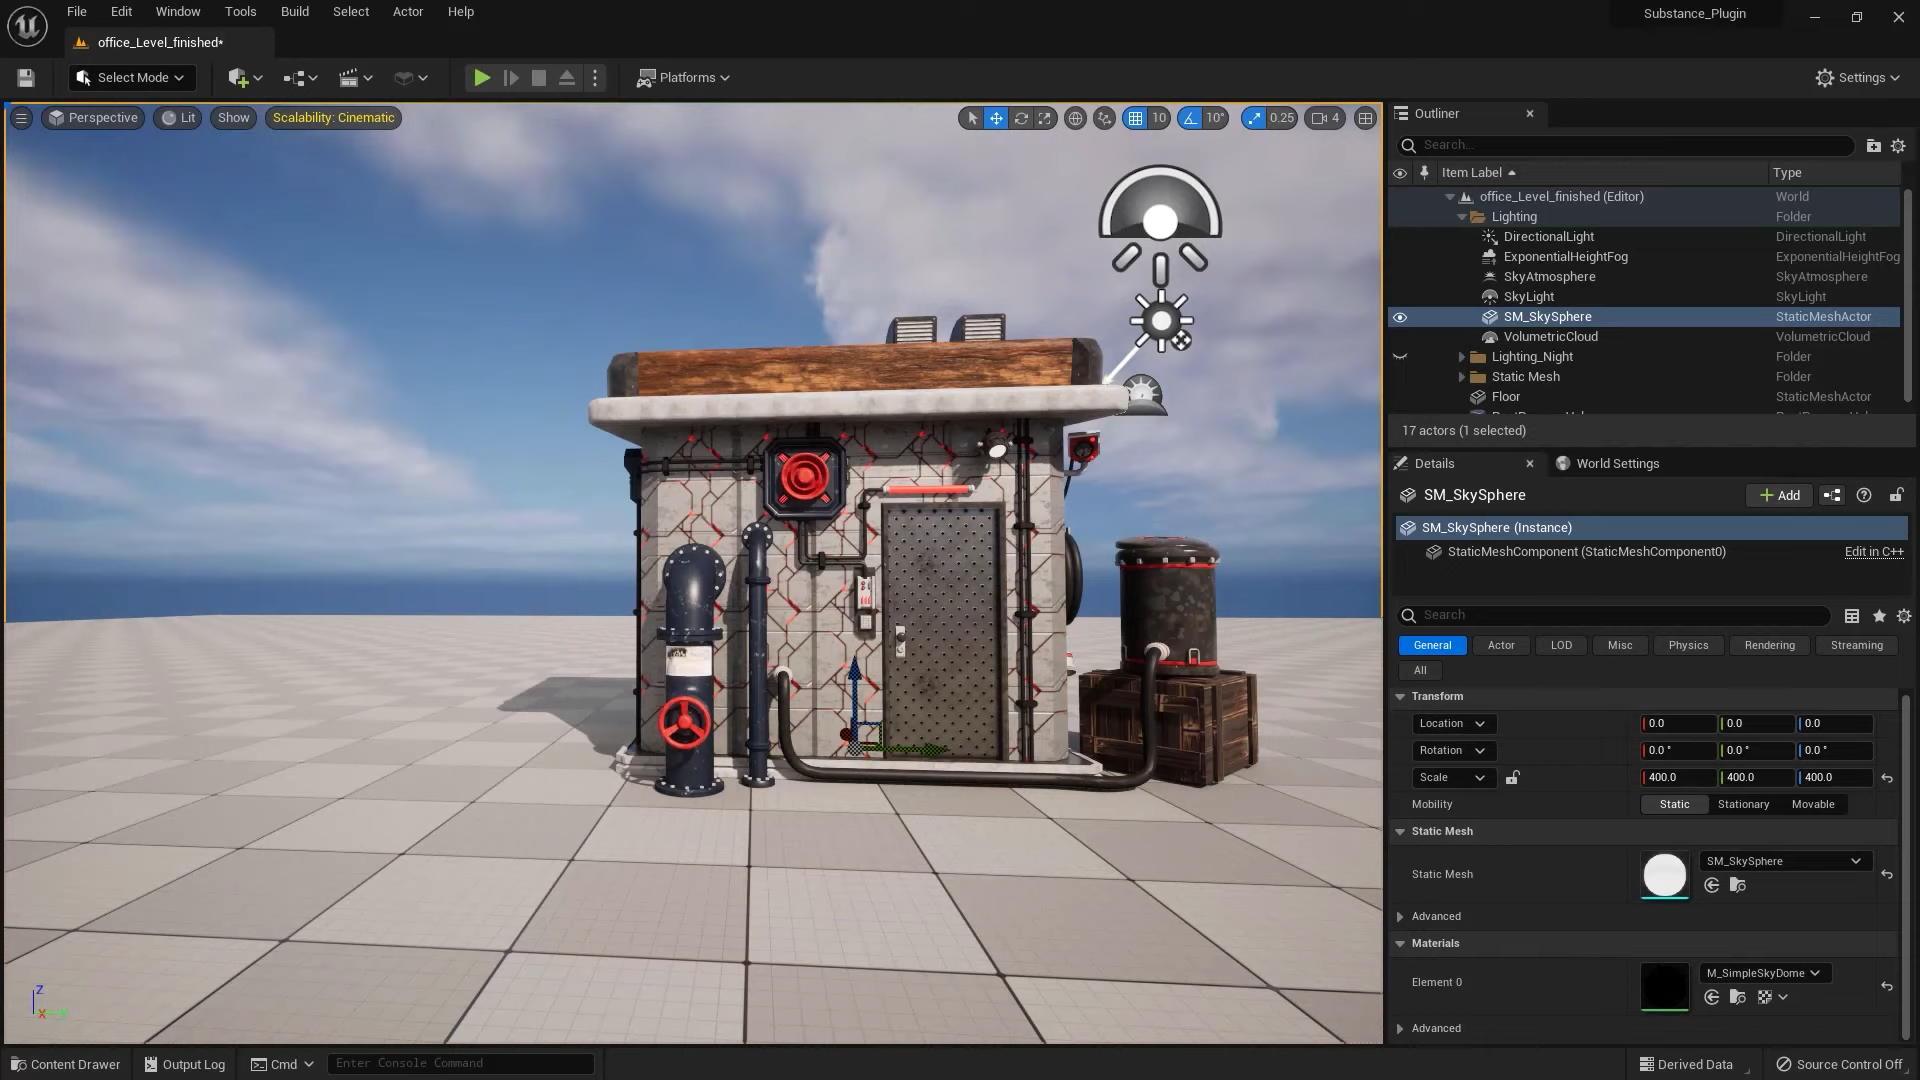 File Edit Window Tools Build Select Actor Help
Substance_Plugin
office_Level_finished*
Select Mode
Platforms
Settings
Perspective Lit Show Scalability: Cinematic
10 10° 0.25 4
Outliner
Search...
Item Label Type
office_Level_finished (Editor) World
Lighting Folder
DirectionalLight DirectionalLight
ExponentialHeightFog ExponentialHeightFog
SkyAtmosphere SkyAtmosphere
SkyLight SkyLight
SM_SkySphere StaticMeshActor
VolumetricCloud VolumetricCloud
Lighting_Night Folder
Static Mesh Folder
Floor StaticMeshActor
17 actors (1 selected)
Details World Settings
SM_SkySphere Add
SM_SkySphere (Instance)
StaticMeshComponent (StaticMeshComponent0) Edit in C++
Search
General Actor LOD Misc Physics Rendering Streaming
All
Transform
Location 0.0 0.0 0.0
Rotation 0.0 ° 0.0 ° 0.0 °
Scale 400.0 400.0 400.0
Mobility Static Stationary Movable
Static Mesh
SM_SkySphere
Static Mesh
Advanced
Materials
M_SimpleSkyDome
Element 0
Advanced
Z
X
Content Drawer Output Log Cmd Enter Console Command Derived Data Source Control Off